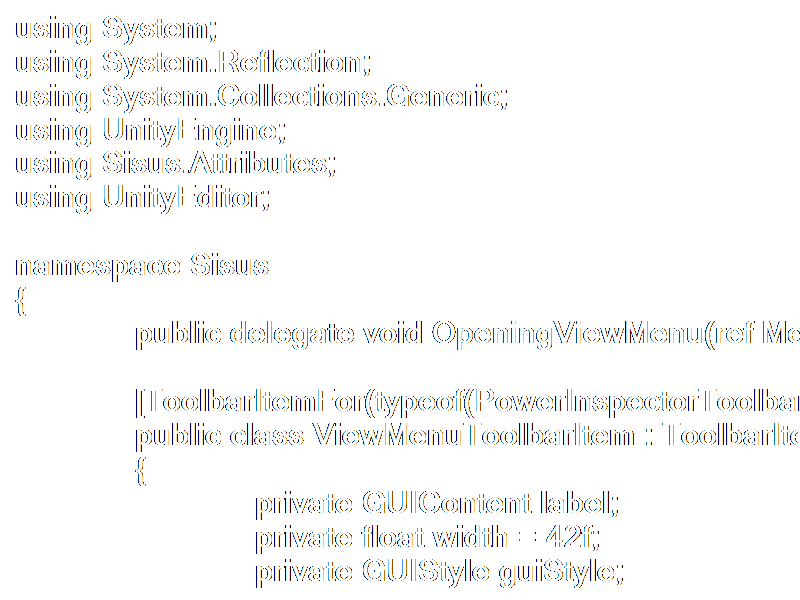 using System;
using System.Reflection;
using System.Collections.Generic;
using UnityEngine;
using Sisus.Attributes;
using UnityEditor;
namespace Sisus
{
public delegate void OpeningViewMenu(ref Me
[ToolbarItemFor(typeof(PowerInspectorToolbar
public class ViewMenuToolbarItem : ToolbarIte
{
private GUIContent label;
private float width = 42f;
private GUIStyle guiStyle;